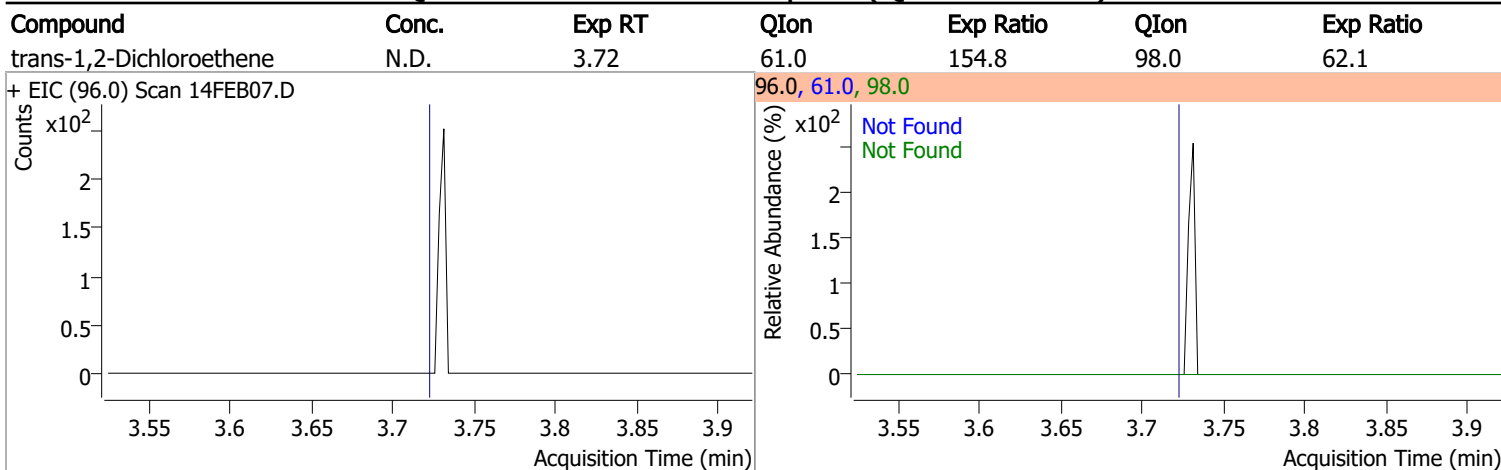 Compound Conc. Exp RT QIon Exp Ratio QIon Exp Ratio
trans-1,2-Dichloroethene N.D. 3.72 61.0 154.8 98.0 62.1
+ EIC (96.0) Scan 14FEB07.D
Counts
x10²
2
1.5
1
0.5
0
3.55 3.6 3.65 3.7 3.75 3.8 3.85 3.9
Acquisition Time (min)
96.0, 61.0, 98.0
Relative Abundance (%)
x10²
Not Found
Not Found
2
1.5
1
0.5
0
3.55 3.6 3.65 3.7 3.75 3.8 3.85 3.9
Acquisition Time (min)